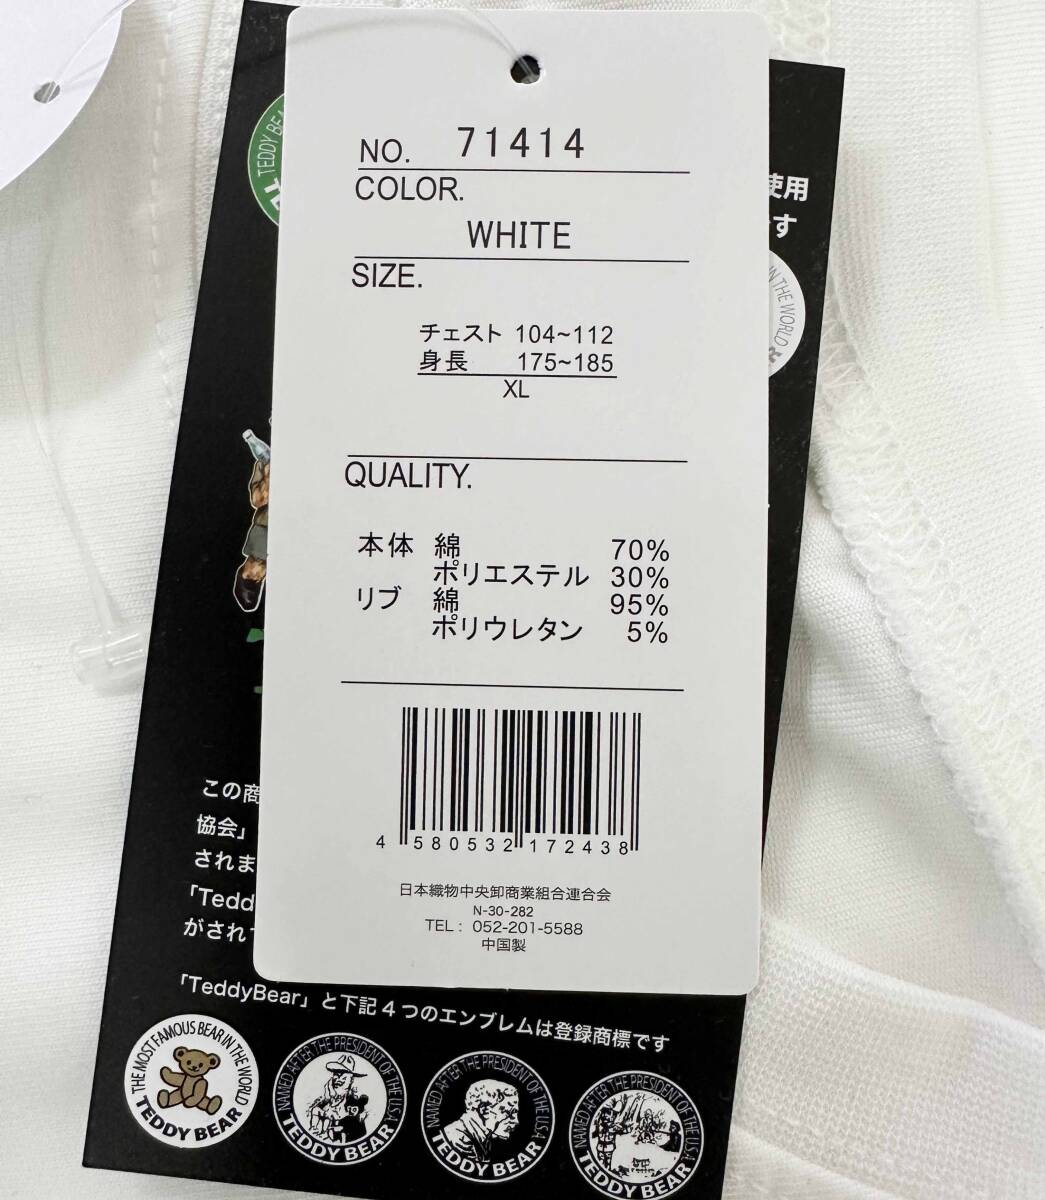 NO. 71414
COLOR.
WHITE
SIZE.
チェスト 104~112
身長 175~185
XL
QUALITY.
本体 綿 70%
ポリエステル 30%
リブ 綿 95%
ポリウレタン 5%
4 580532 172438
日本織物中央卸商業組合連合会
N-30-282
TEL : 052-201-5588
中国製
TEDDY BEA
使用
す
IN THE WORLD
この商
協会」
されま
「Tedd
がされ
「TeddyBear」と下記4つのエンブレムは登録商標です
THE MOST FAMOUS BEAR IN THE WORLD
TEDDY BEAR
NAMED AFTER THE PRESIDENT OF THE U.S.A
TEDDY BEAR
NAMED AFTER THE PRESIDENT OF THE U.S.A
TEDDY BEAR
NAMED AFTER THE PRESIDENT OF THE U.S.A
TEDDY BEAR